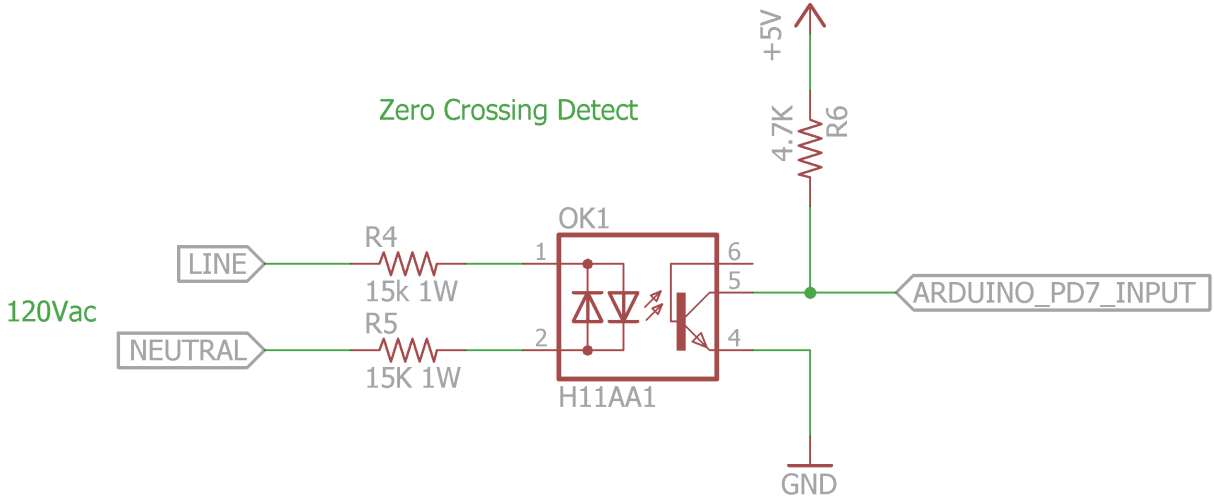 +5V
Zero Crossing Detect
4.7K
R6
OK1
R4
1
6
LINE
5
15k 1W
ARDUINO_PD7_INPUT
120Vac
R5
2
4
NEUTRAL
15K 1W
H11AA1
GND